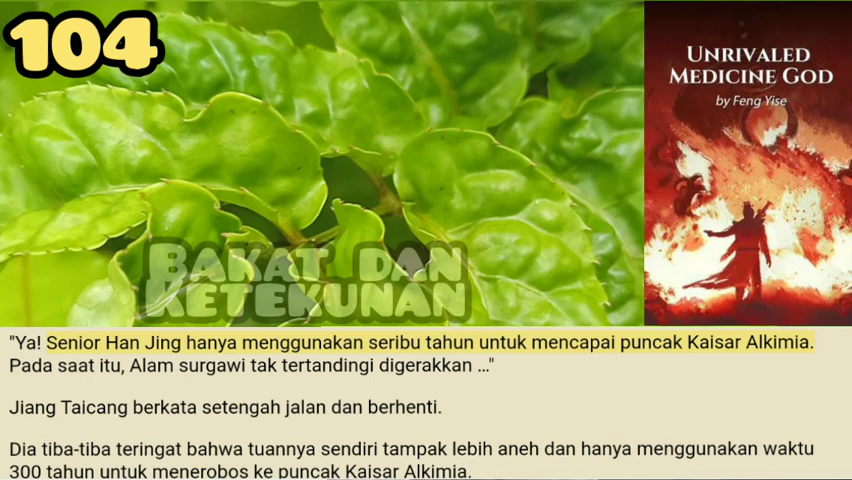 104
UNRIVALED
MEDICINE GOD
by Feng Yise
BAKAT DAN
KETEKUNAN
"Ya! Senior Han Jing hanya menggunakan seribu tahun untuk mencapai puncak Kaisar Alkimia.
Pada saat itu, Alam surgawi tak tertandingi digerakkan ..."
Jiang Taicang berkata setengah jalan dan berhenti.
Dia tiba-tiba teringat bahwa tuannya sendiri tampak lebih aneh dan hanya menggunakan waktu
300 tahun untuk menerobos ke puncak Kaisar Alkimia.